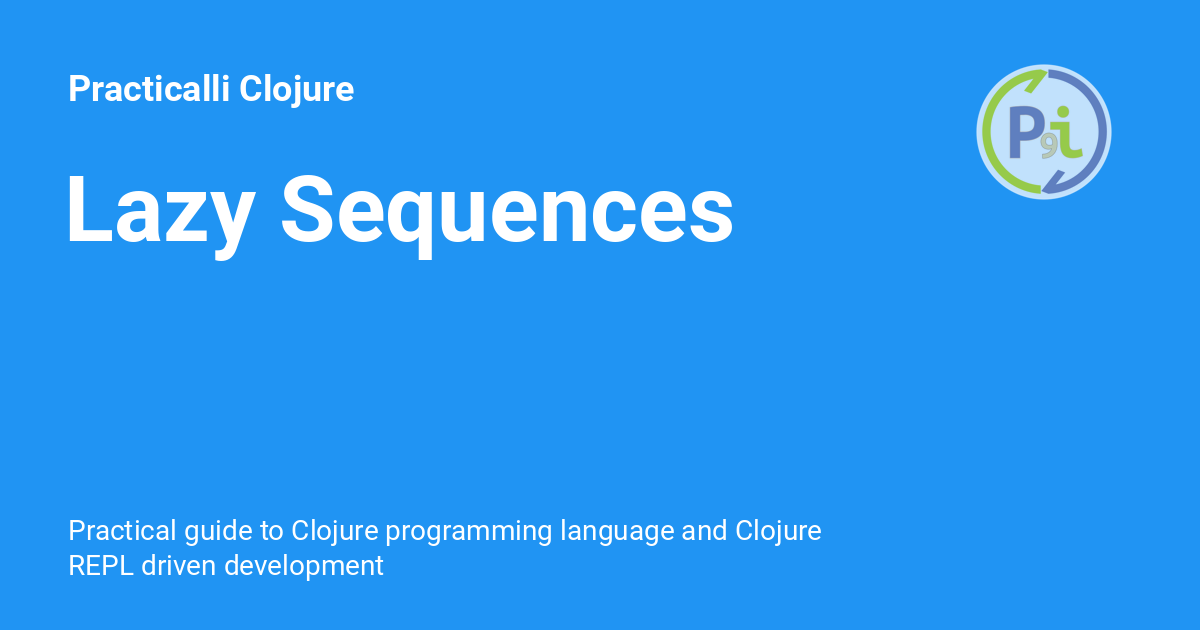 Practicalli Clojure
Lazy Sequences
P9i
Practical guide to Clojure programming language and Clojure
REPL driven development